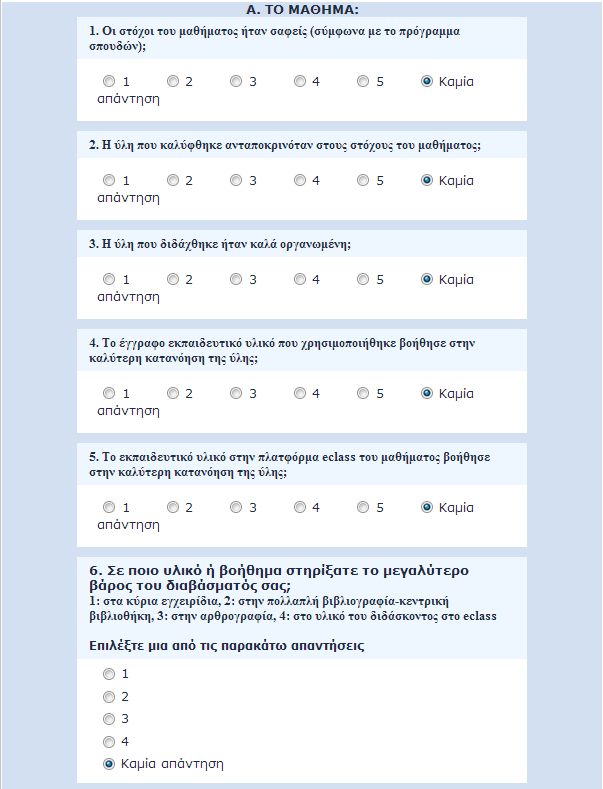 Α. ΤΟ ΜΑΘΗΜΑ:
1. Οι στόχοι του μαθήματος ήταν σαφείς (σύμφωνα με το πρόγραμμα
σπουδών);
1 2 3 4 5 Καμία
απάντηση
2. Η ύλη που καλύφθηκε ανταποκρινόταν στους στόχους του μαθήματος;
1 2 3 4 5 Καμία
απάντηση
3. Η ύλη που διδάχθηκε ήταν καλά οργανωμένη;
1 2 3 4 5 Καμία
απάντηση
4. Το έγγραφο εκπαιδευτικό υλικό που χρησιμοποιήθηκε βοήθησε στην
καλύτερη κατανόηση της ύλης;
1 2 3 4 5 Καμία
απάντηση
5. Το εκπαιδευτικό υλικό στην πλατφόρμα eclass του μαθήματος βοήθησε
στην καλύτερη κατανόηση της ύλης;
1 2 3 4 5 Καμία
απάντηση
6. Σε ποιο υλικό ή βοήθημα στηρίξατε το μεγαλύτερο
βάρος του διαβάσματός σας;
1: στα κύρια εγχειρίδια, 2: στην πολλαπλή βιβλιογραφία-κεντρική
βιβλιοθήκη, 3: στην αρθρογραφία, 4: στο υλικό του διδάσκοντος στο eclass
Επιλέξτε μια από τις παρακάτω απαντήσεις
1
2
3
4
Καμία απάντηση